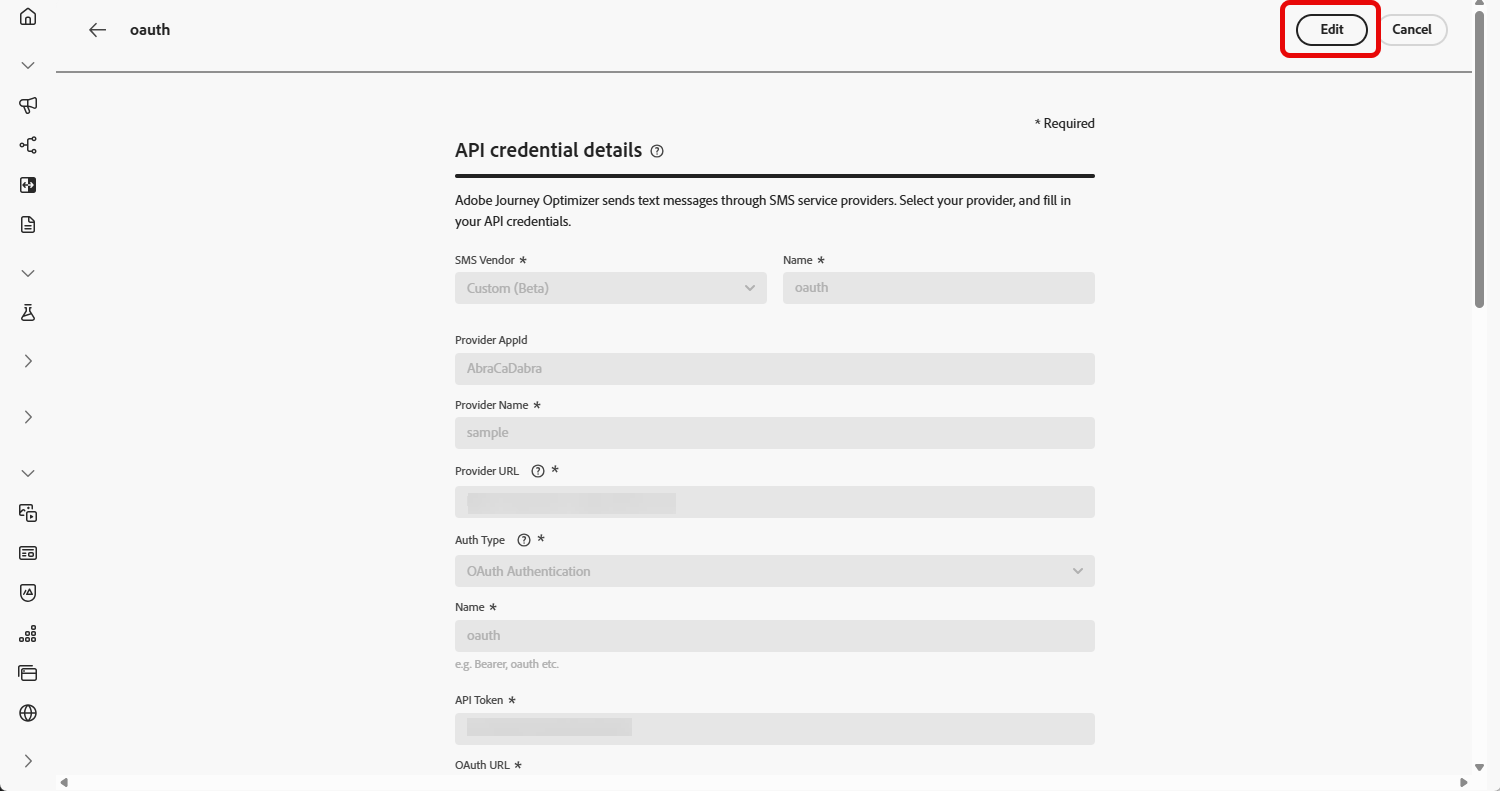 oauth
Edit
Cancel
* Required
API credential details
Adobe Journey Optimizer sends text messages through SMS service providers. Select your provider, and fill in
your API credentials.
SMS Vendor *
Name *
Custom (Beta)
oauth
Provider AppId
AbraCaDabra
Provider Name *
sample
Provider URL *
Auth Type *
OAuth Authentication
Name *
oauth
e.g. Bearer, oauth etc.
API Token *
OAuth URL *